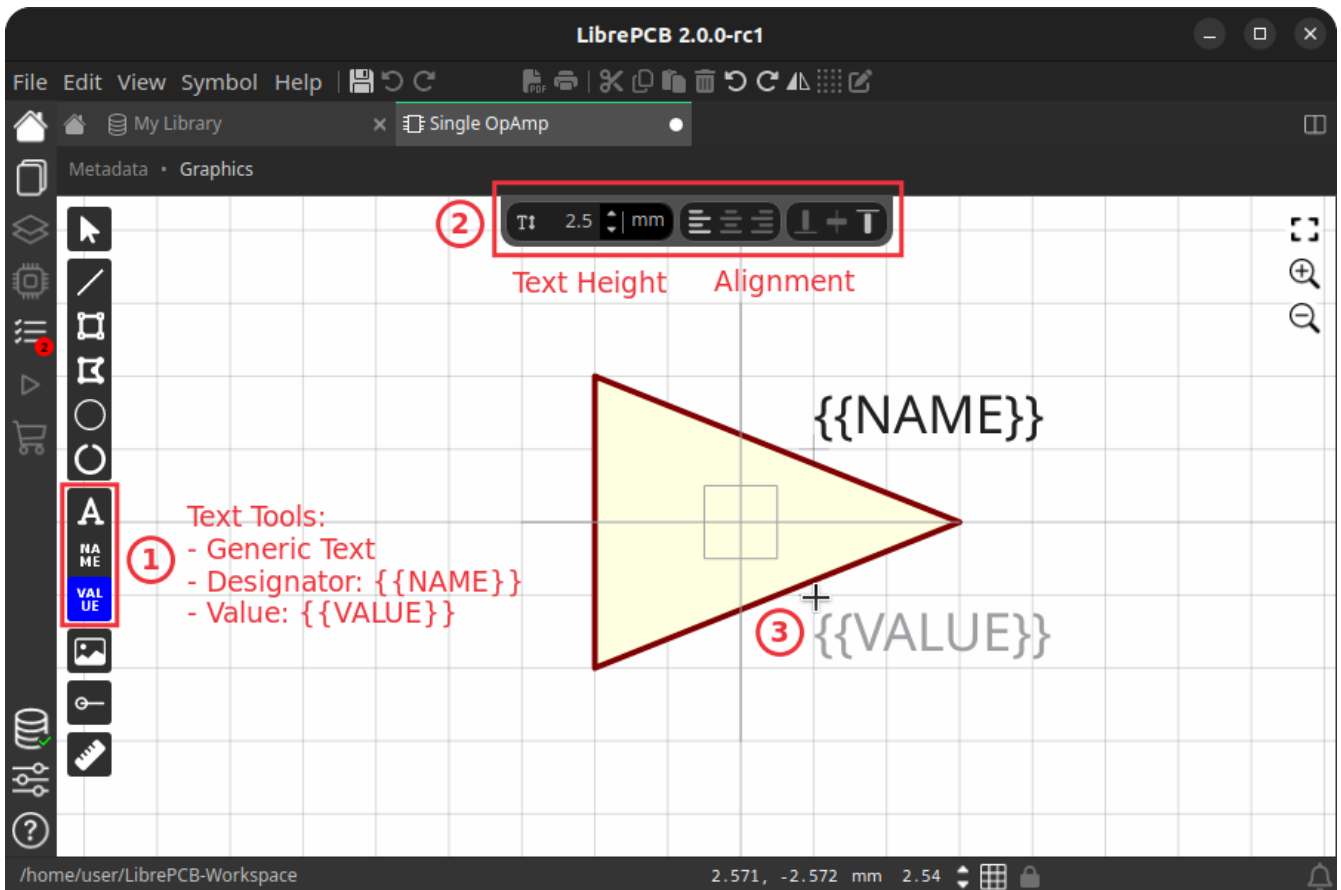 LibrePCB 2.0.0-rc1
File Edit View Symbol Help
PDF
My Library
Single OpAmp
Metadata • Graphics
2
2.5 mm
Text Height Alignment
2
{{NAME}}
A
NA
ME
VAL
UE
1
Text Tools:
- Generic Text
- Designator: {{NAME}}
- Value: {{VALUE}}
3
{{VALUE}}
/home/user/LibrePCB-Workspace
2.571, -2.572 mm 2.54